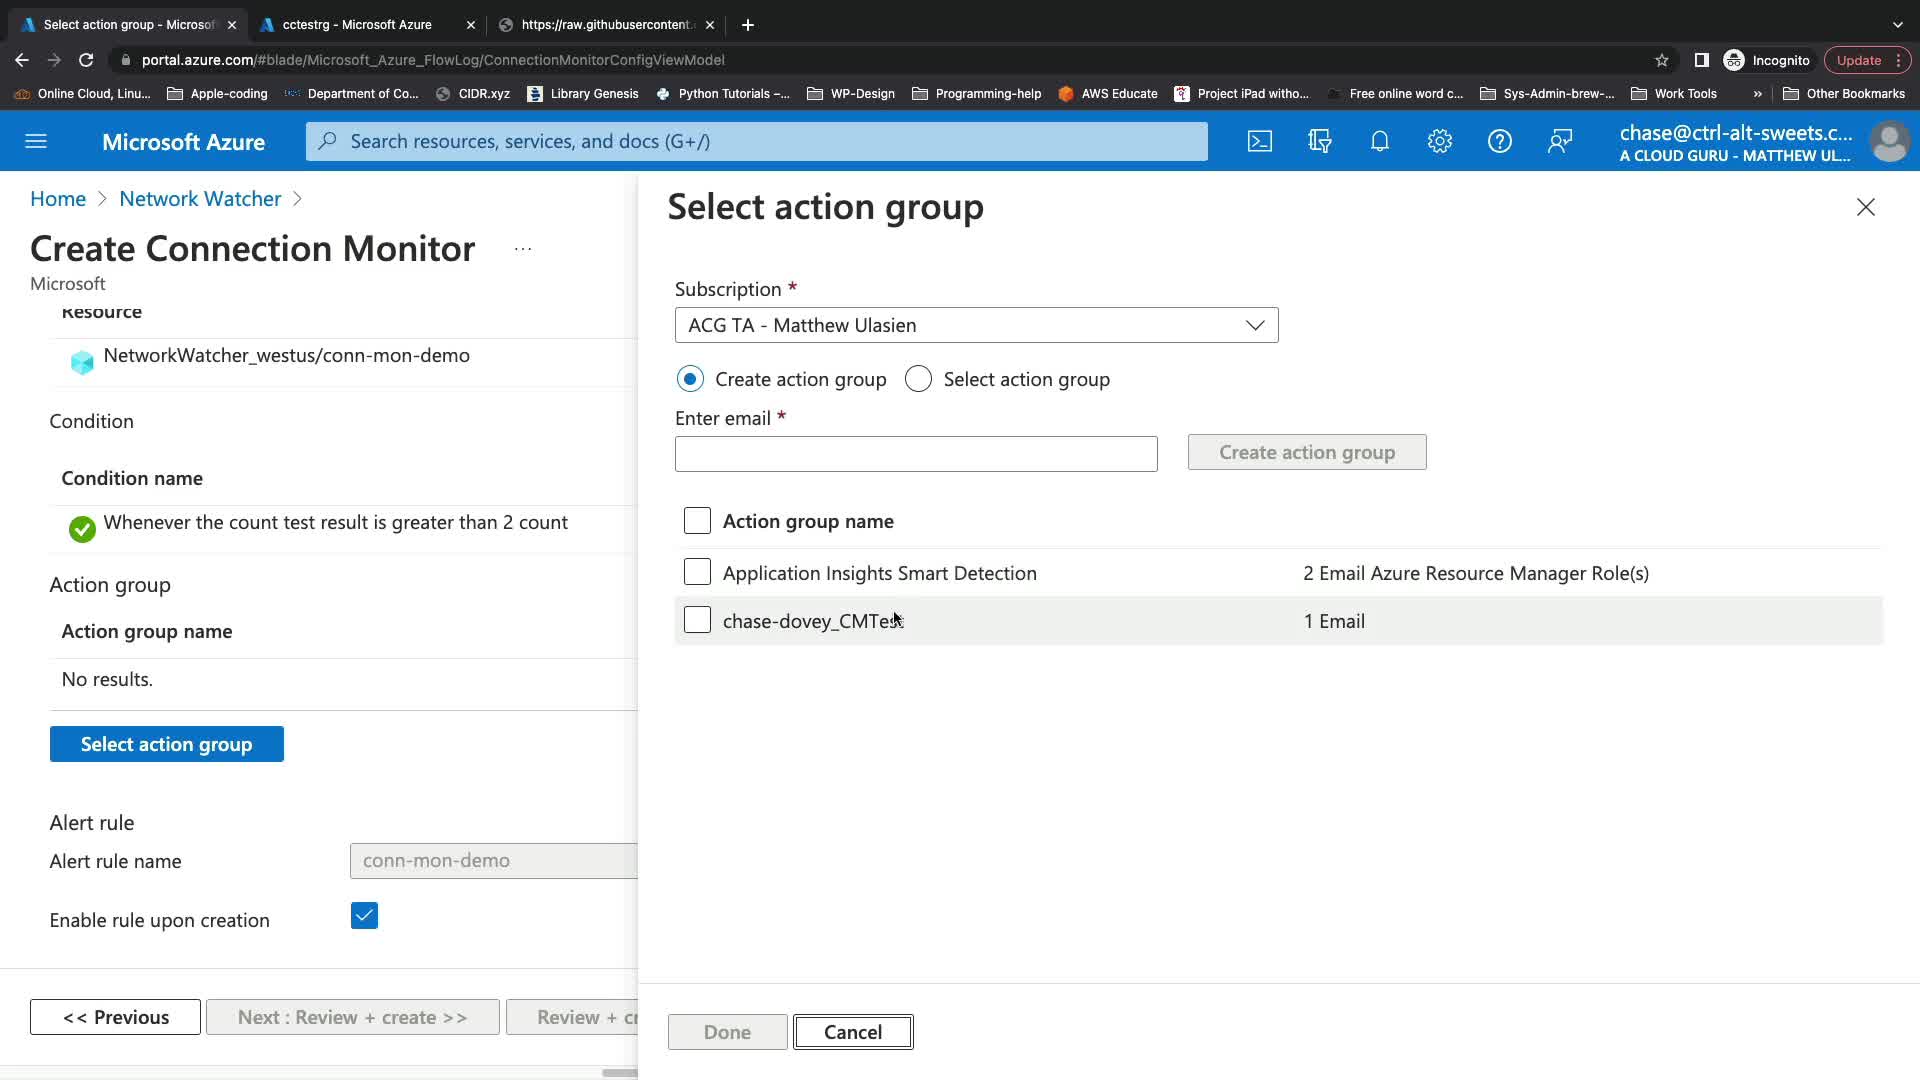 Select action group - Microsof
cctestrg - Microsoft Azure
https://raw.githubusercontent.
portal.azure.com/#blade/Microsoft_Azure_FlowLog/ConnectionMonitorConfigViewModel
Incognito
Update
Online Cloud, Linu...
Apple-coding
Department of Co...
CIDR.xyz
Library Genesis
Python Tutorials –...
WP-Design
Programming-help
AWS Educate
Project iPad witho...
Free online word c...
Sys-Admin-brew-...
Work Tools
»
Other Bookmarks
Microsoft Azure
Search resources, services, and docs (G+/)
chase@ctrl-alt-sweets.c...
A CLOUD GURU - MATTHEW UL...
Home > Network Watcher >
Create Connection Monitor ...
Microsoft
Resource
NetworkWatcher_westus/conn-mon-demo
Condition
Condition name
Whenever the count test result is greater than 2 count
Action group
Action group name
No results.
Select action group
Alert rule
Alert rule name
conn-mon-demo
Enable rule upon creation
<< Previous
Next : Review + create >>
Review + cr
Select action group
Subscription *
ACG TA - Matthew Ulasien
Create action group
Select action group
Enter email *
Create action group
Action group name
Application Insights Smart Detection
2 Email Azure Resource Manager Role(s)
chase-dovey_CMTest
1 Email
Done
Cancel